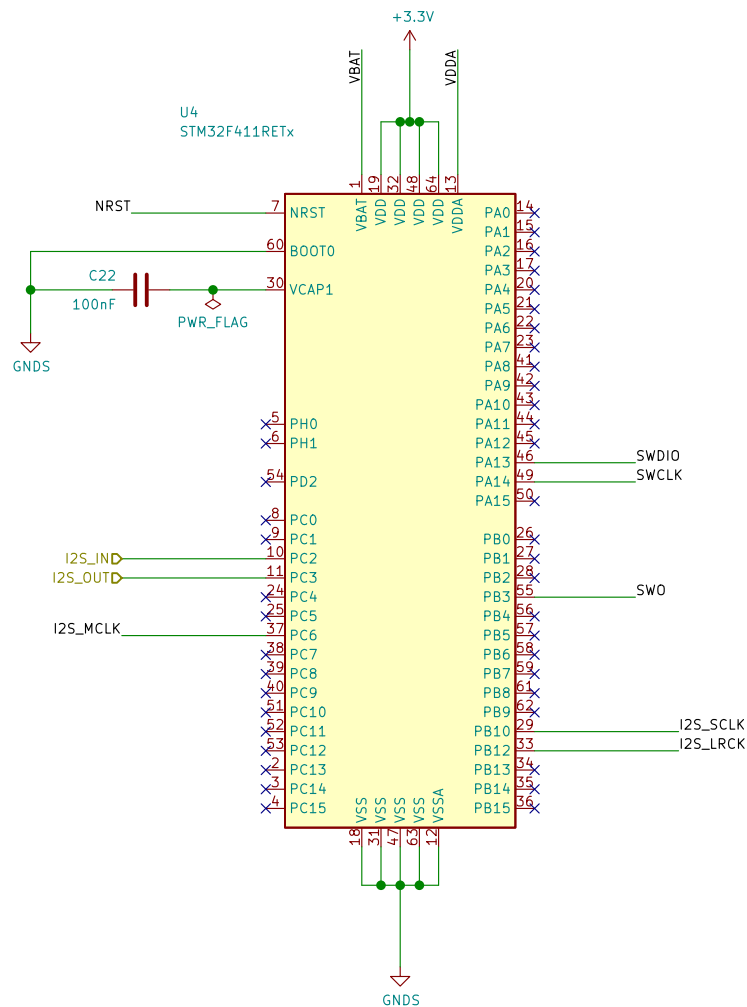 +3.3V
VBAT
VDDA
U4
STM32F411RETx
1
19
32
48
64
13
VBAT
VDD
VDD
VDD
VDD
VDDA
NRST
7
NRST
60
BOOT0
C22
100nF
30
VCAP1
PWR_FLAG
GNDS
5
PH0
6
PH1
54
PD2
8
PC0
9
PC1
I2S_IN
10
PC2
I2S_OUT
11
PC3
24
PC4
25
PC5
I2S_MCLK
37
PC6
38
PC7
39
PC8
40
PC9
51
PC10
52
PC11
53
PC12
2
PC13
3
PC14
4
PC15
PA0
14
PA1
15
PA2
16
PA3
17
PA4
20
PA5
21
PA6
22
PA7
23
PA8
41
PA9
42
PA10
43
PA11
44
PA12
45
PA13
46
SWDIO
PA14
49
SWCLK
PA15
50
PB0
26
PB1
27
PB2
28
PB3
55
SWO
PB4
56
PB5
57
PB6
58
PB7
59
PB8
61
PB9
62
PB10
29
I2S_SCLK
PB12
33
I2S_LRCK
PB13
34
PB14
35
PB15
36
VSS
VSS
VSS
VSS
VSSA
18
31
47
63
12
GNDS